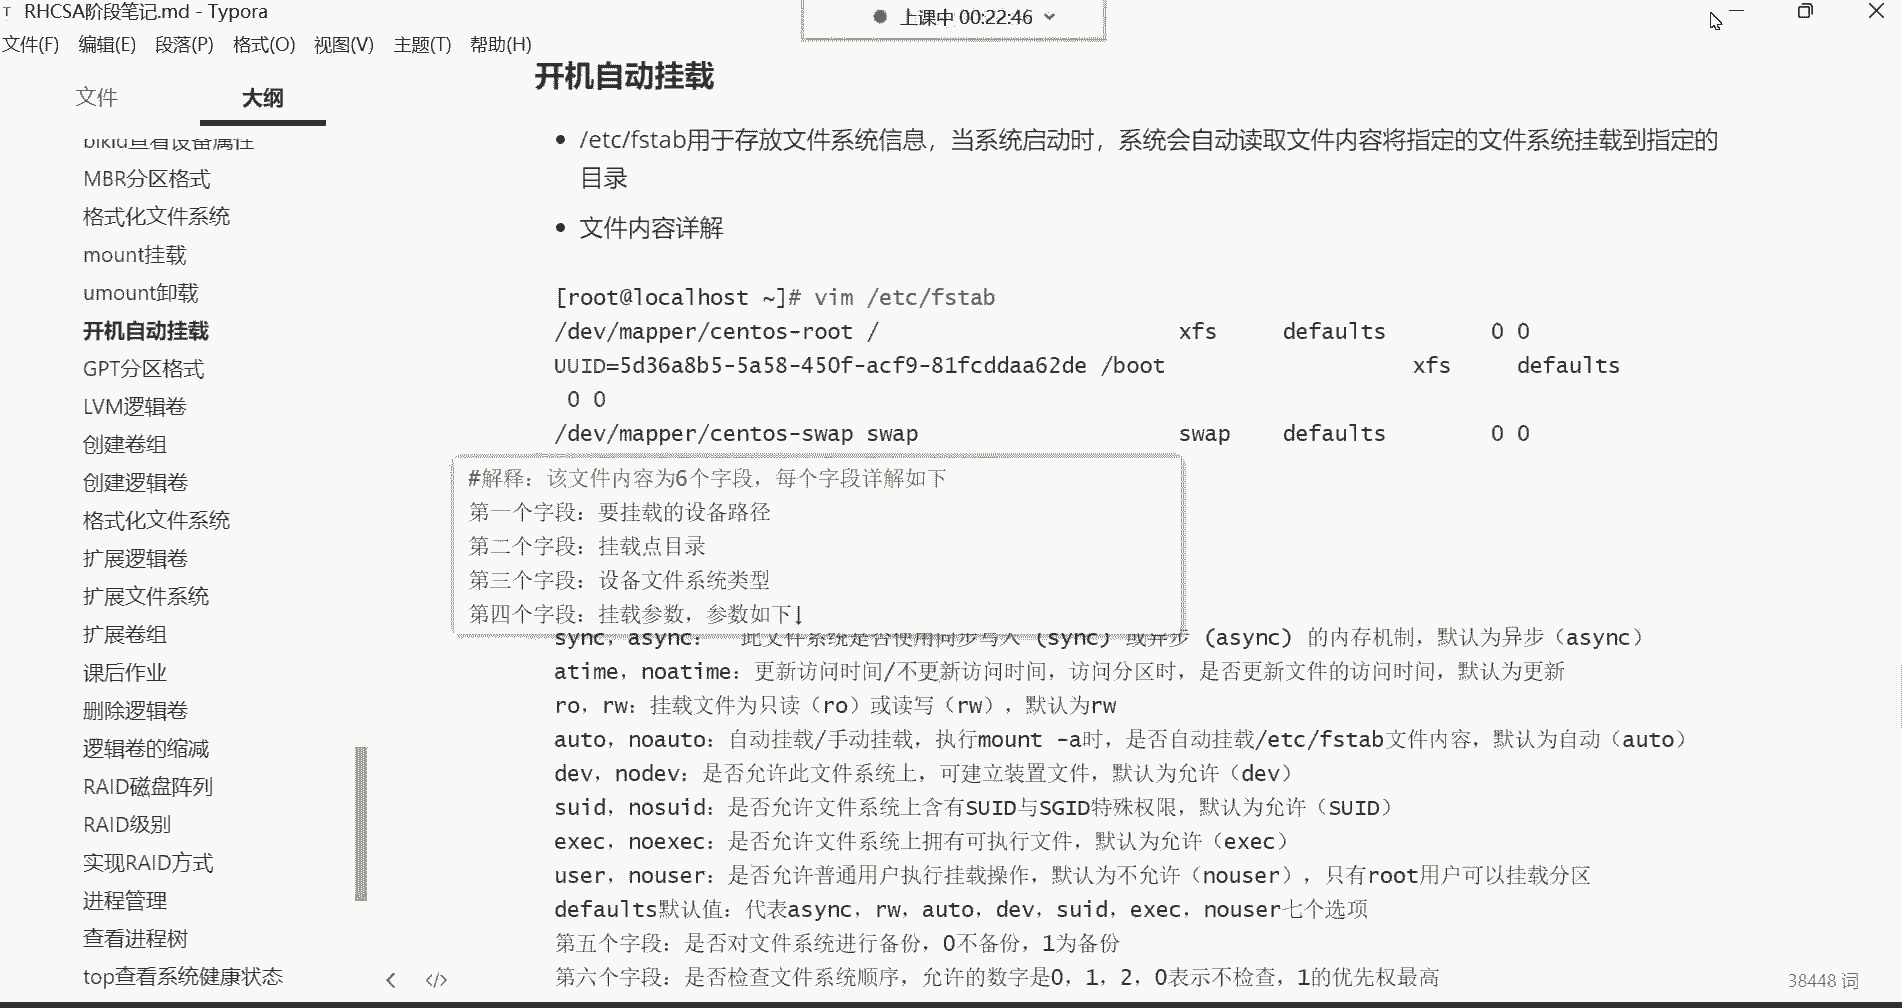 RHCSA阶段笔记.md - Typora
上课中 00:22:46
文件(F) 编辑(E) 段落(P) 格式(O) 视图(V) 主题(T) 帮助(H)
文件 大纲
blkid查看设备属性
MBR分区格式
格式化文件系统
mount挂载
umount卸载
开机自动挂载
GPT分区格式
LVM逻辑卷
创建卷组
创建逻辑卷
格式化文件系统
扩展逻辑卷
扩展文件系统
扩展卷组
课后作业
删除逻辑卷
逻辑卷的缩减
RAID磁盘阵列
RAID级别
实现RAID方式
进程管理
查看进程树
top查看系统健康状态
开机自动挂载
/etc/fstab用于存放文件系统信息，当系统启动时，系统会自动读取文件内容将指定的文件系统挂载到指定的
目录
文件内容详解
[root@localhost ~]# vim /etc/fstab
/dev/mapper/centos-root / xfs defaults 0 0
UUID=5d36a8b5-5a58-450f-acf9-81fcddaa62de /boot xfs defaults
0 0
/dev/mapper/centos-swap swap swap defaults 0 0
#解释：该文件内容为6个字段，每个字段详解如下
第一个字段：要挂载的设备路径
第二个字段：挂载点目录
第三个字段：设备文件系统类型
第四个字段：挂载参数，参数如下↓
sync，async： 此文件系统是否使用同步写入 (sync) 或异步 (async) 的内存机制，默认为异步（async）
atime，noatime：更新访问时间/不更新访问时间，访问分区时，是否更新文件的访问时间，默认为更新
ro，rw：挂载文件为只读（ro）或读写（rw），默认为rw
auto，noauto：自动挂载/手动挂载，执行mount -a时，是否自动挂载/etc/fstab文件内容，默认为自动（auto）
dev，nodev：是否允许此文件系统上，可建立装置文件，默认为允许（dev）
suid，nosuid：是否允许文件系统上含有SUID与SGID特殊权限，默认为允许（SUID）
exec，noexec：是否允许文件系统上拥有可执行文件，默认为允许（exec）
user，nouser：是否允许普通用户执行挂载操作，默认为不允许（nouser），只有root用户可以挂载分区
defaults默认值：代表async，rw，auto，dev，suid，exec，nouser七个选项
第五个字段：是否对文件系统进行备份，0不备份，1为备份
第六个字段：是否检查文件系统顺序，允许的数字是0，1，2，0表示不检查，1的优先权最高
38448 词